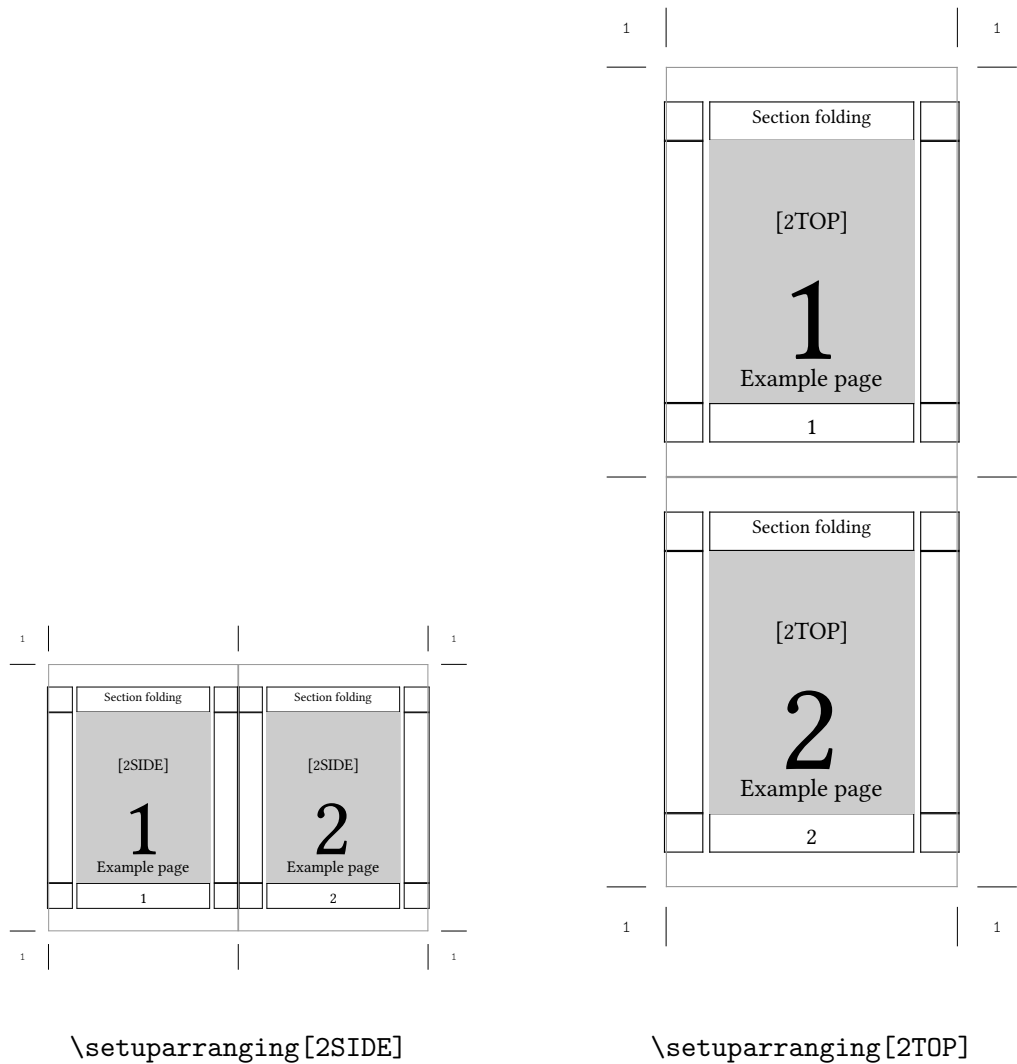 1 1
Section folding
[2TOP]
1
Example page
1
Section folding
[2TOP]
2
Example page
2
1 1
1 1
Section folding Section folding
[2SIDE] [2SIDE]
1 2
Example page Example page
1 2
1 1
\setuparranging[2SIDE] \setuparranging[2TOP]